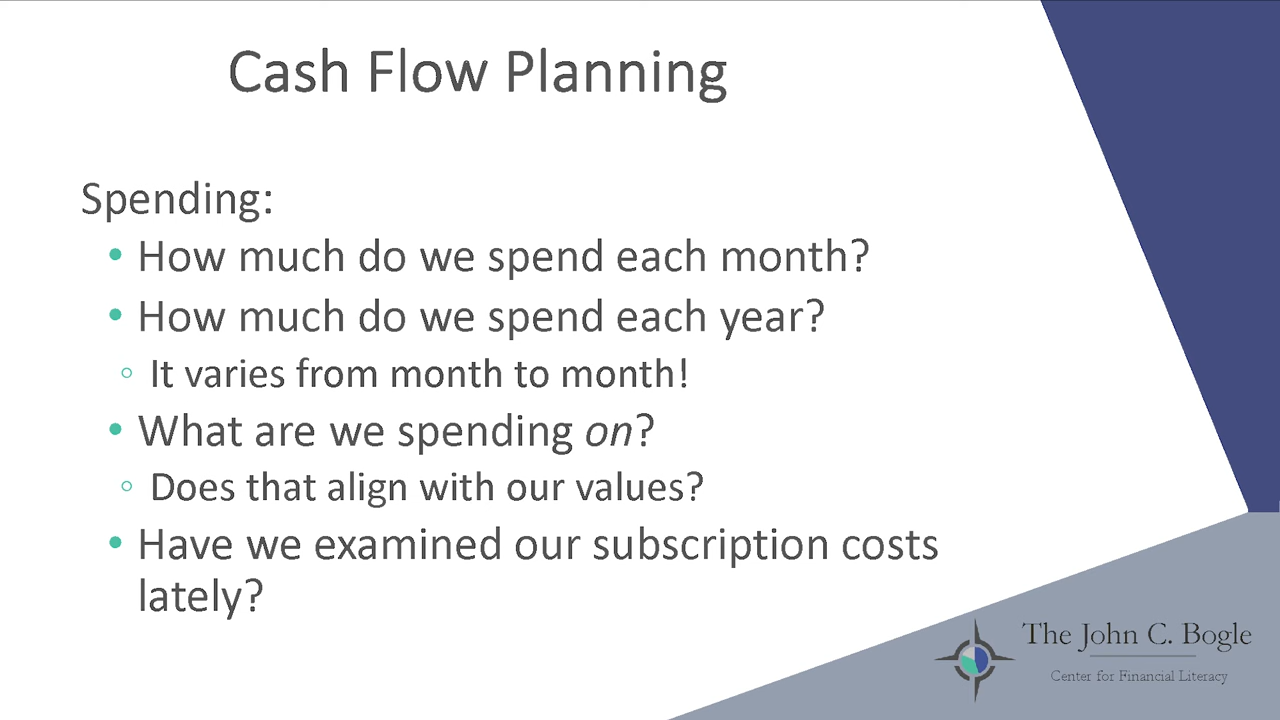 Cash Flow Planning
Spending:
• How much do we spend each month?
• How much do we spend each year?
◦ It varies from month to month!
• What are we spending on?
◦ Does that align with our values?
• Have we examined our subscription costs
lately?
The John C. Bogle
Center for Financial Literacy